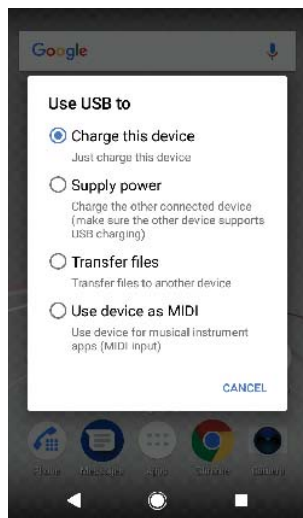 Google
Use USB to
Charge this device
Just charge this device
Supply power
Charge the other connected device
(make sure the other device supports
USB charging)
Transfer files
Transfer files to another device
Use device as MIDI
Use device for musical instrument
apps (MIDI input)
CANCEL
Phone Messages Apps Chrome Camera